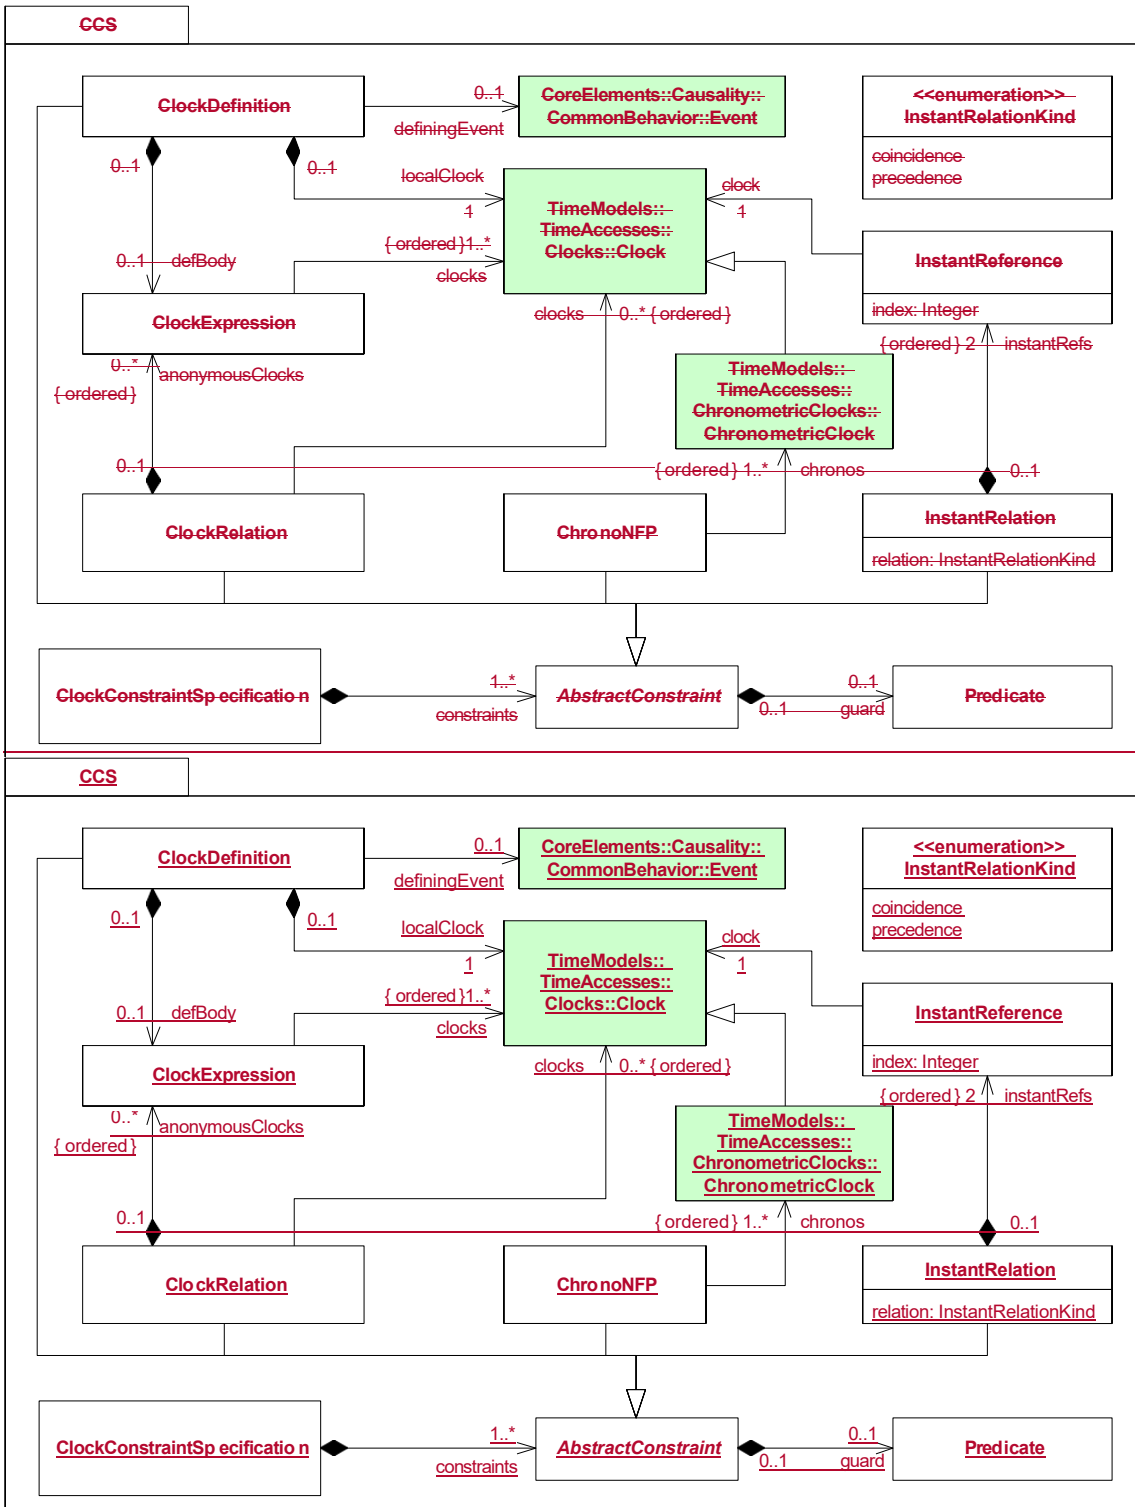 CCS
ClockDefinition
0..1
definingEvent
CoreElements::Causality::
CommonBehavior::Event
<<enumeration>>
InstantRelationKind
coincidence
precedence
0..1
0..1
localClock
1
TimeModels::
TimeAccesses::
Clocks::Clock
clock
1
{ ordered }1..*
clocks
0..1 defBody
InstantReference
index: Integer
ClockExpression
clocks 0..* { ordered }
{ ordered } 2 instantRefs
0..*
anonymousClocks
{ ordered }
TimeModels::
TimeAccesses::
ChronometricClocks::
ChronometricClock
0..1
{ ordered } 1..* chronos
0..1
ClockRelation
ChronoNFP
InstantRelation
relation: InstantRelationKind
ClockConstraintSp ecificatio n
1..*
constraints
AbstractConstraint
0..1
0..1 guard
Predicate
CCS
ClockDefinition
0..1
definingEvent
CoreElements::Causality::
CommonBehavior::Event
<<enumeration>>
InstantRelationKind
coincidence
precedence
0..1
0..1
localClock
1
TimeModels::
TimeAccesses::
Clocks::Clock
clock
1
{ ordered }1..*
clocks
0..1 defBody
InstantReference
index: Integer
ClockExpression
clocks 0..* { ordered }
{ ordered } 2 instantRefs
0..*
anonymousClocks
{ ordered }
TimeModels::
TimeAccesses::
ChronometricClocks::
ChronometricClock
0..1
{ ordered } 1..* chronos
0..1
ClockRelation
ChronoNFP
InstantRelation
relation: InstantRelationKind
ClockConstraintSp ecificatio n
1..*
constraints
AbstractConstraint
0..1
0..1 guard
Predicate